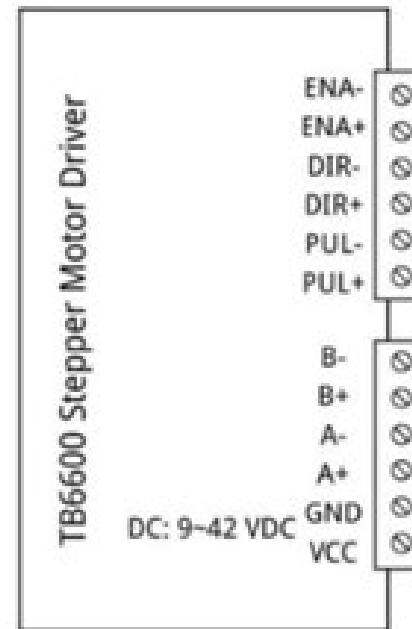 TB6600 Stepper Motor Driver
ENA-
ENA+
DIR-
DIR+
PUL-
PUL+
B-
B+
A-
A+
DC: 9~42 VDC GND
VCC